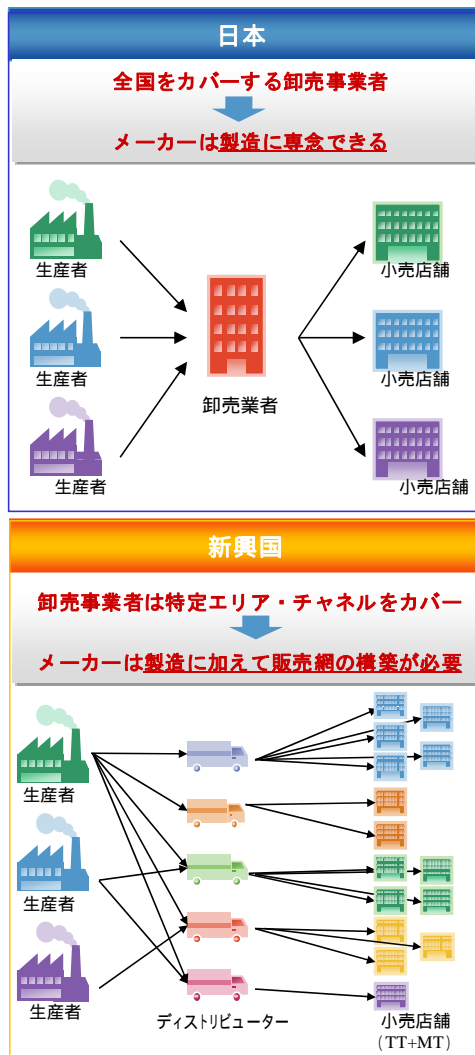 日本
全国をカバーする卸売事業者
メーカーは製造に専念できる
生産者
小売店舗
生産者
卸売業者
小売店舗
生産者
小売店舗
新興国
卸売事業者は特定エリア・チャネルをカバー
メーカーは製造に加えて販売網の構築が必要
生産者
生産者
生産者
ディストリビューター
小売店舗
(TT+MT)